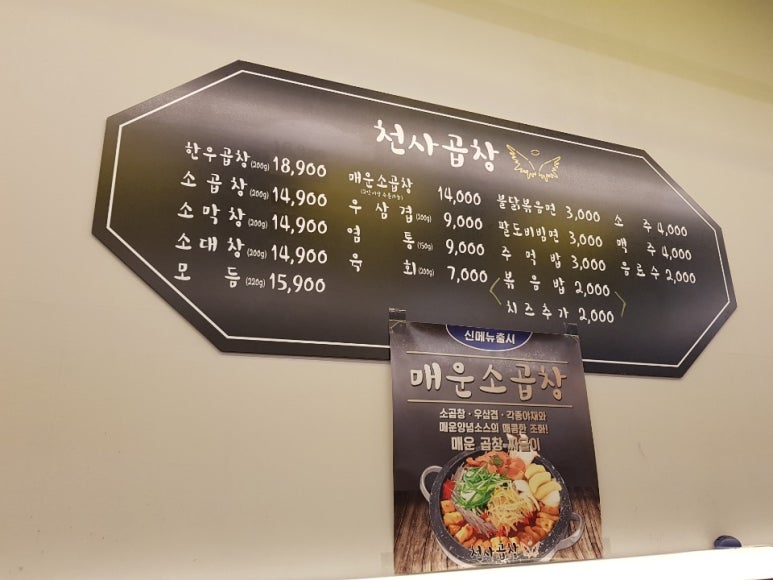 천사곱창
한우곱창(200g) 18,900
소곱창(200g) 14,900
소막창(200g) 14,900
소대창(200g) 14,900
모듬(220g) 15,900
매운소곱창 14,000
우삼겹(200g) 9,000
염통(150g) 9,000
육회(200g) 7,000
불닭볶음면 3,000
팔도비빔면 3,000
주먹밥 3,000
볶음밥 2,000
치즈추가 2,000
소주 4,000
맥주 4,000
음료수 2,000
신메뉴출시
매운소곱창
소곱창·우삼겹·각종야채와
매운양념소스의 매콤한 조화!
매운 곱창
천사곱창